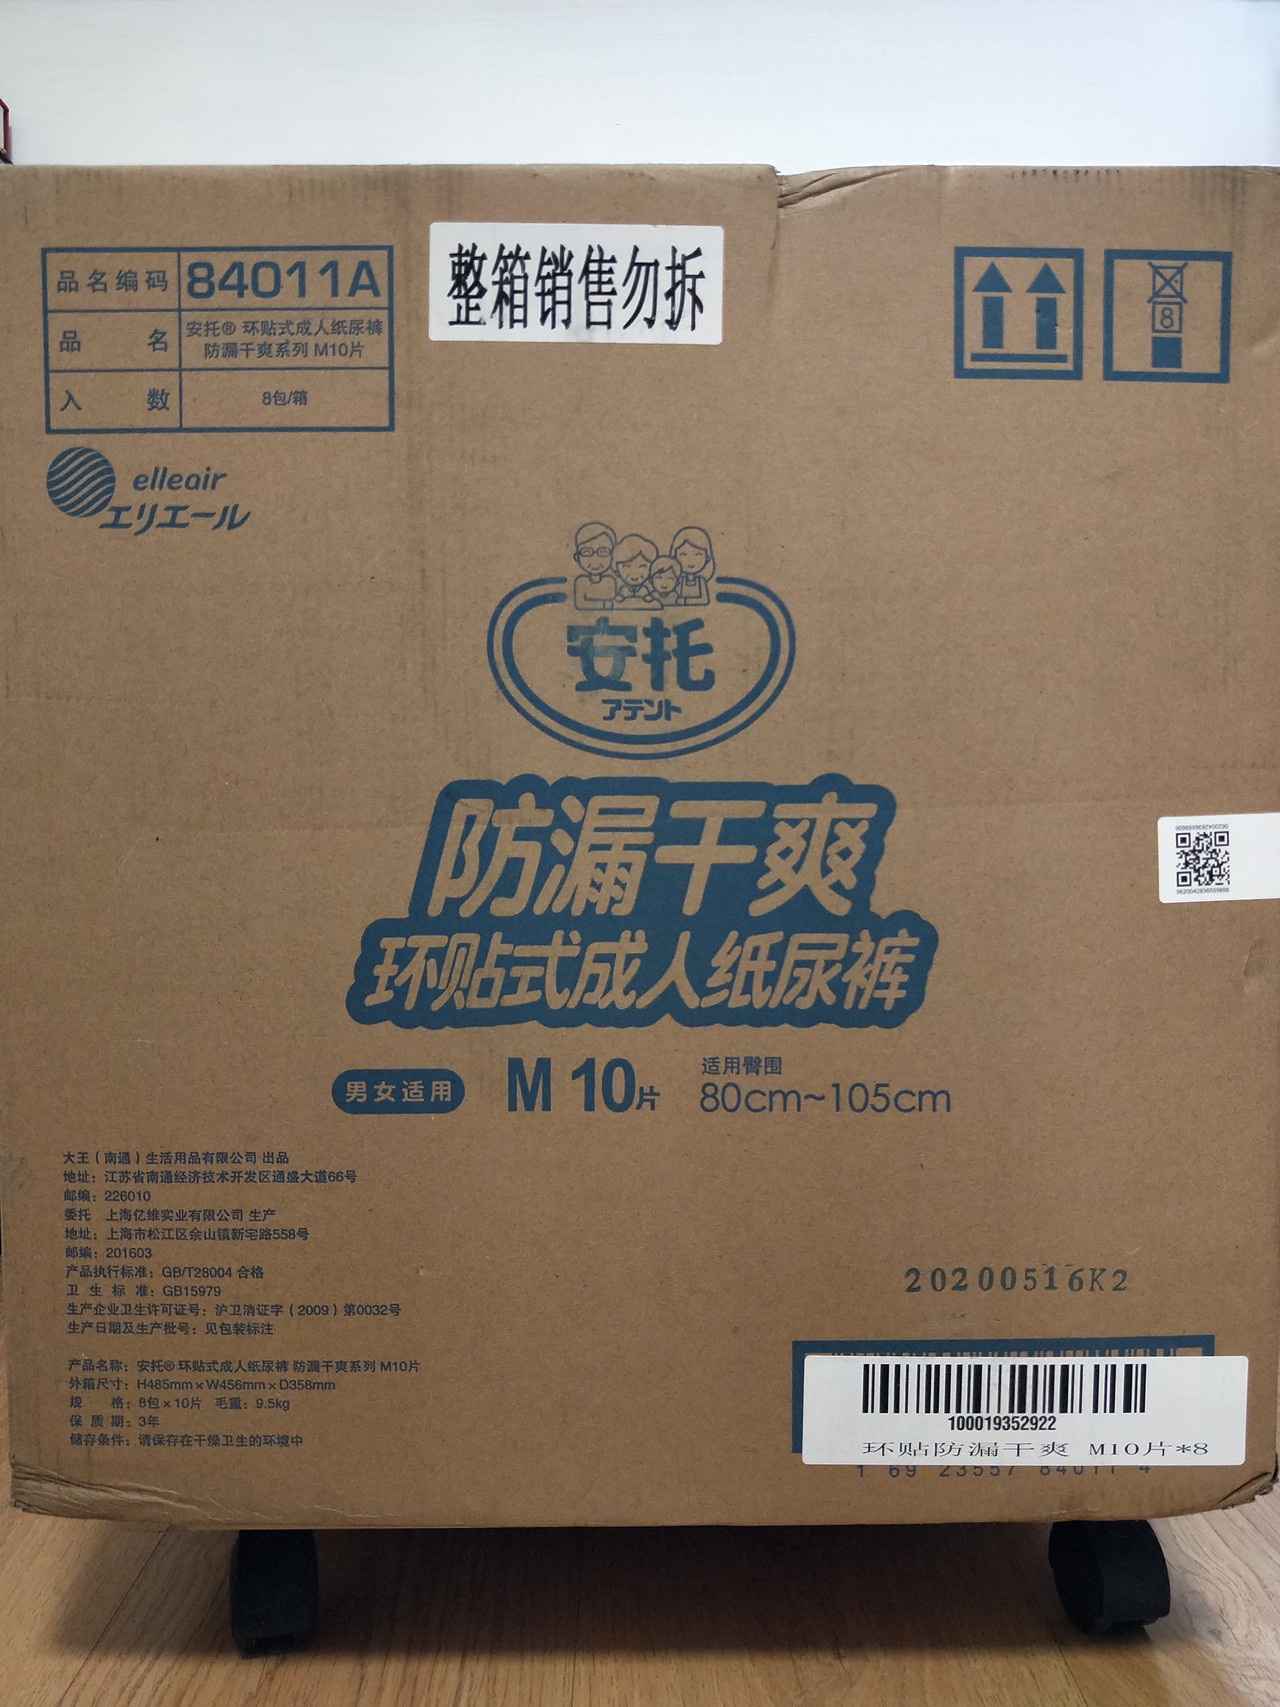 整箱销售勿拆
品名编码 84011A
品名 安托® 环贴式成人纸尿裤
防漏干爽系列 M10片
入数 8包/箱
8
elleair
エリエール
安托
アテント
防漏干爽
环贴式成人纸尿裤
男女适用 M 10片 适用臀围
80cm~105cm
大王（南通）生活用品有限公司 出品
地址：江苏省南通经济技术开发区通盛大道66号
邮编：226010
委托 上海亿维实业有限公司 生产
地址：上海市松江区佘山镇新宅路558号
邮编：201603
产品执行标准：GB/T28004 合格
卫生标准：GB15979
生产企业卫生许可证号：沪卫消证字（2009）第0032号
生产日期及生产批号：见包装标注
产品名称：安托® 环贴式成人纸尿裤 防漏干爽系列 M10片
外箱尺寸：H485mm×W456mm×D358mm
规格：8包×10片 毛重：9.5kg
保质期：3年
储存条件：请保存在干燥卫生的环境中
20200516K2
100019352922
环贴防漏干爽 M10片*8
1 69 23557 84011 4